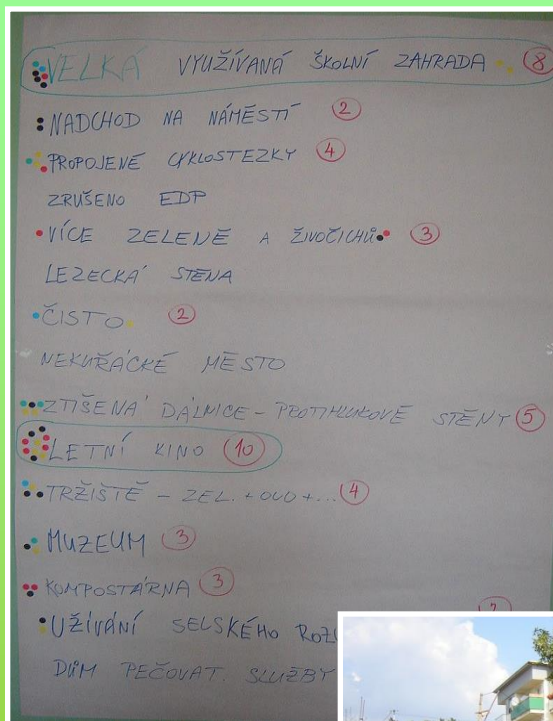 VELKÁ VYUŽÍVANÁ ŠKOLNÍ ZAHRADA 8
NADCHOD NA NÁMĚSTÍ 2
PROPOJENÉ CYKLOSTEZKY 4
ZRUŠENO EDP
VÍCE ZELENĚ A ŽIVOČICHŮ 3
LEZECKÁ STĚNA
ČISTO 2
NEKUŘÁCKÉ MĚSTO
ZTIŠENÁ DÁLNICE - PROTIHLUKOVÉ STĚNY 5
LETNÍ KINO 10
TRŽIŠTĚ - ZEL. + OVO + ... 4
MUZEUM 3
KOMPOSTÁRNA 3
UŽÍVÁNÍ SELSKÉHO
DŮM PEČOVAT SLUŽBY